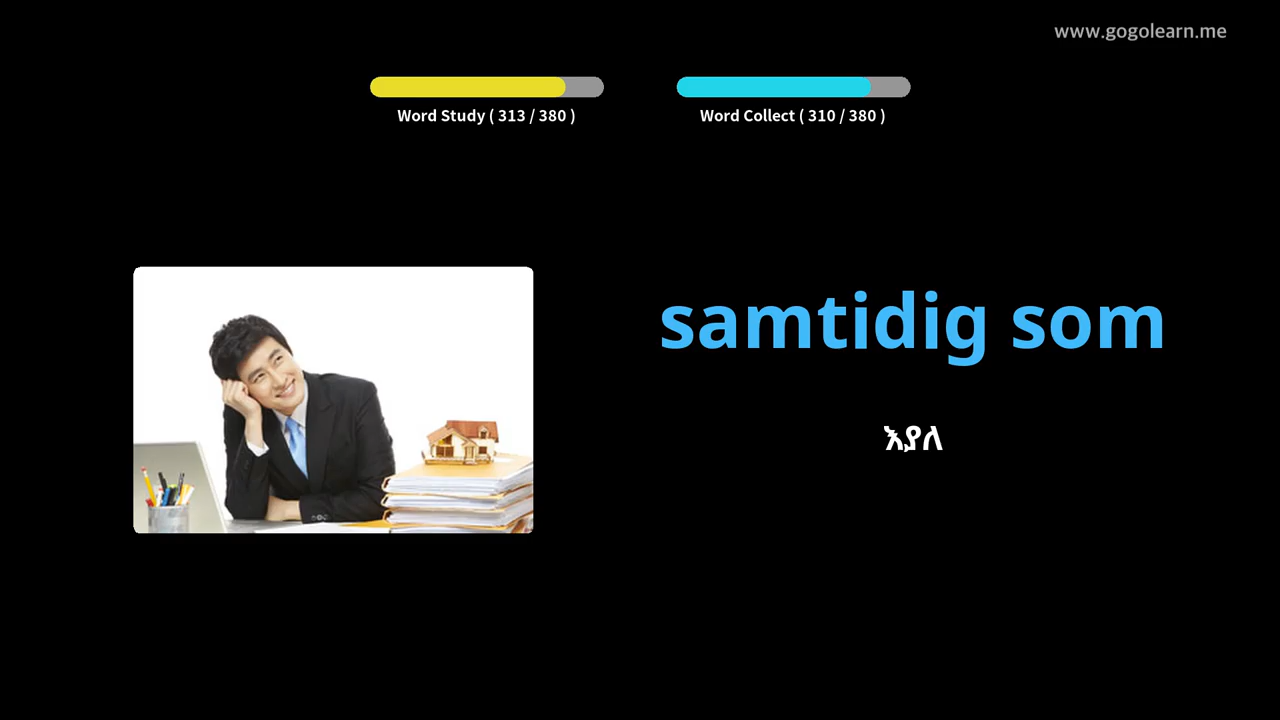 www.gogolearn.me
Word Study ( 313 / 380 )
Word Collect ( 310 / 380 )
samtidig som
እያለ